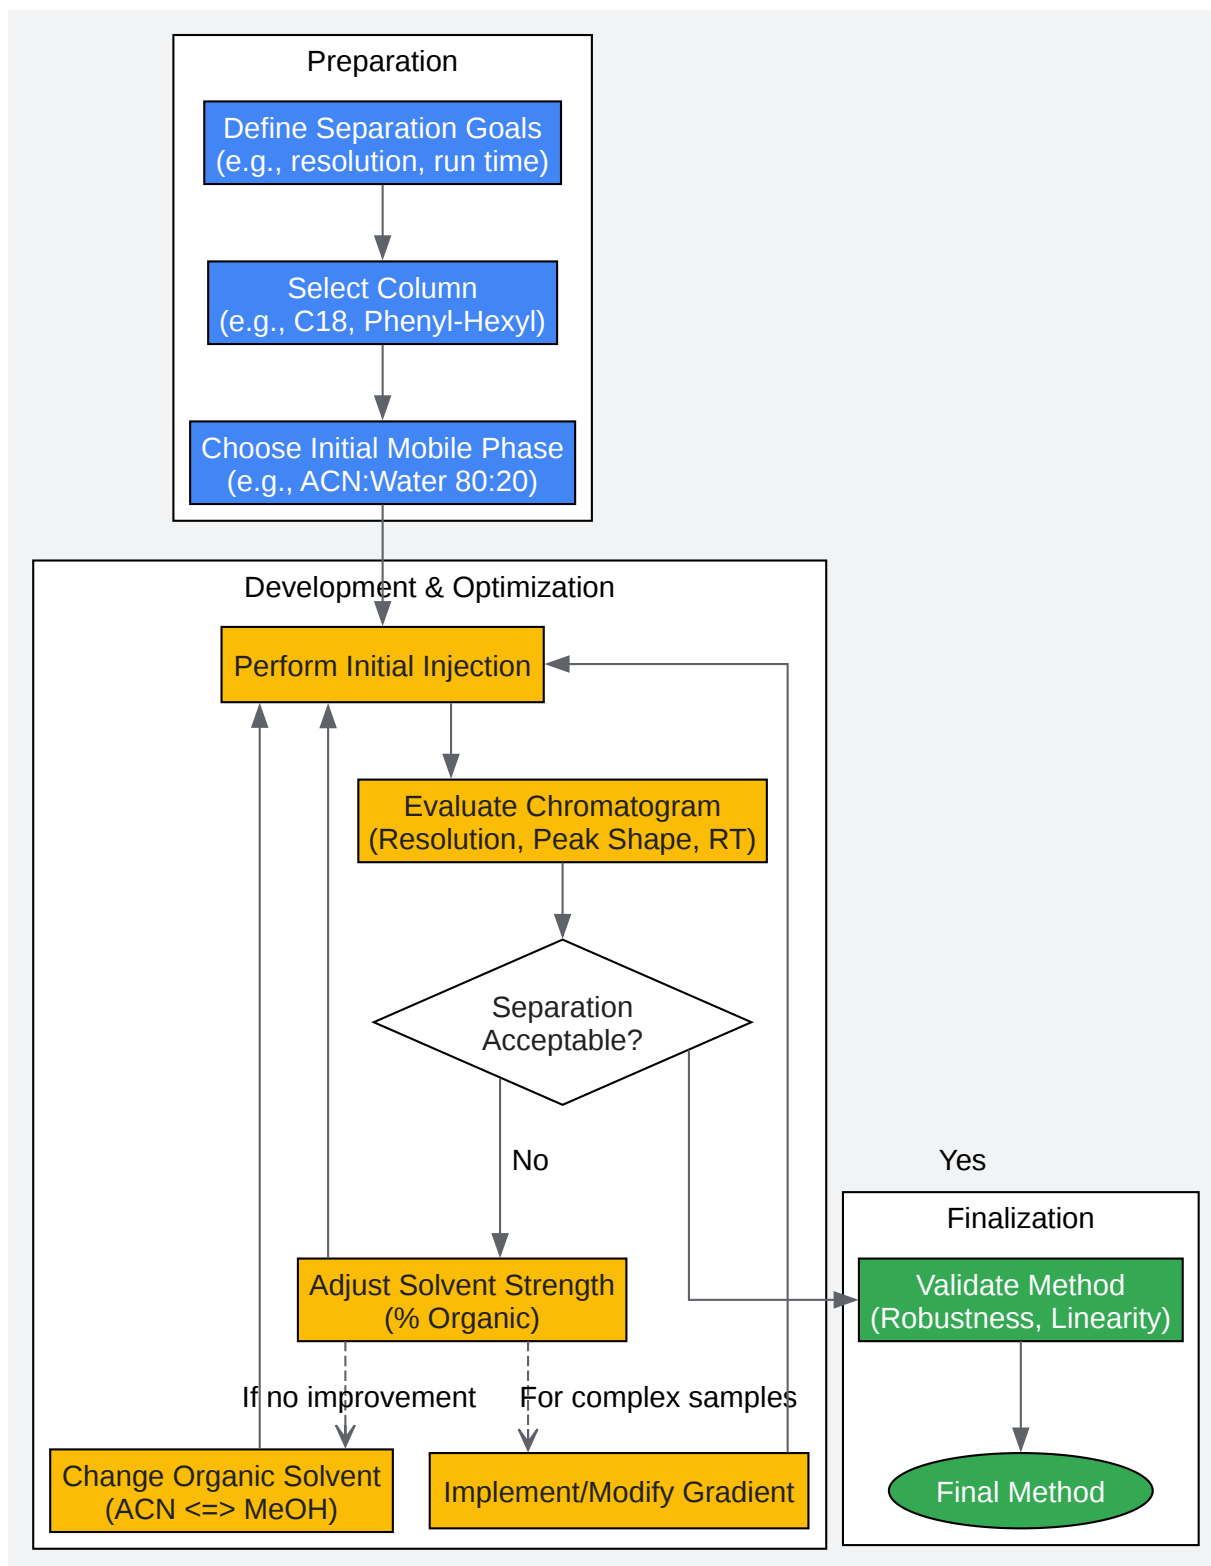 Preparation
Define Separation Goals
(e.g., resolution, run time)
Select Column
(e.g., C18, Phenyl-Hexyl)
Choose Initial Mobile Phase
(e.g., ACN:Water 80:20)
Development & Optimization
Perform Initial Injection
Evaluate Chromatogram
(Resolution, Peak Shape, RT)
Separation
Acceptable?
No
Yes
Adjust Solvent Strength
(% Organic)
If no improvement
For complex samples
Change Organic Solvent
(ACN <=> MeOH)
Implement/Modify Gradient
Finalization
Validate Method
(Robustness, Linearity)
Final Method